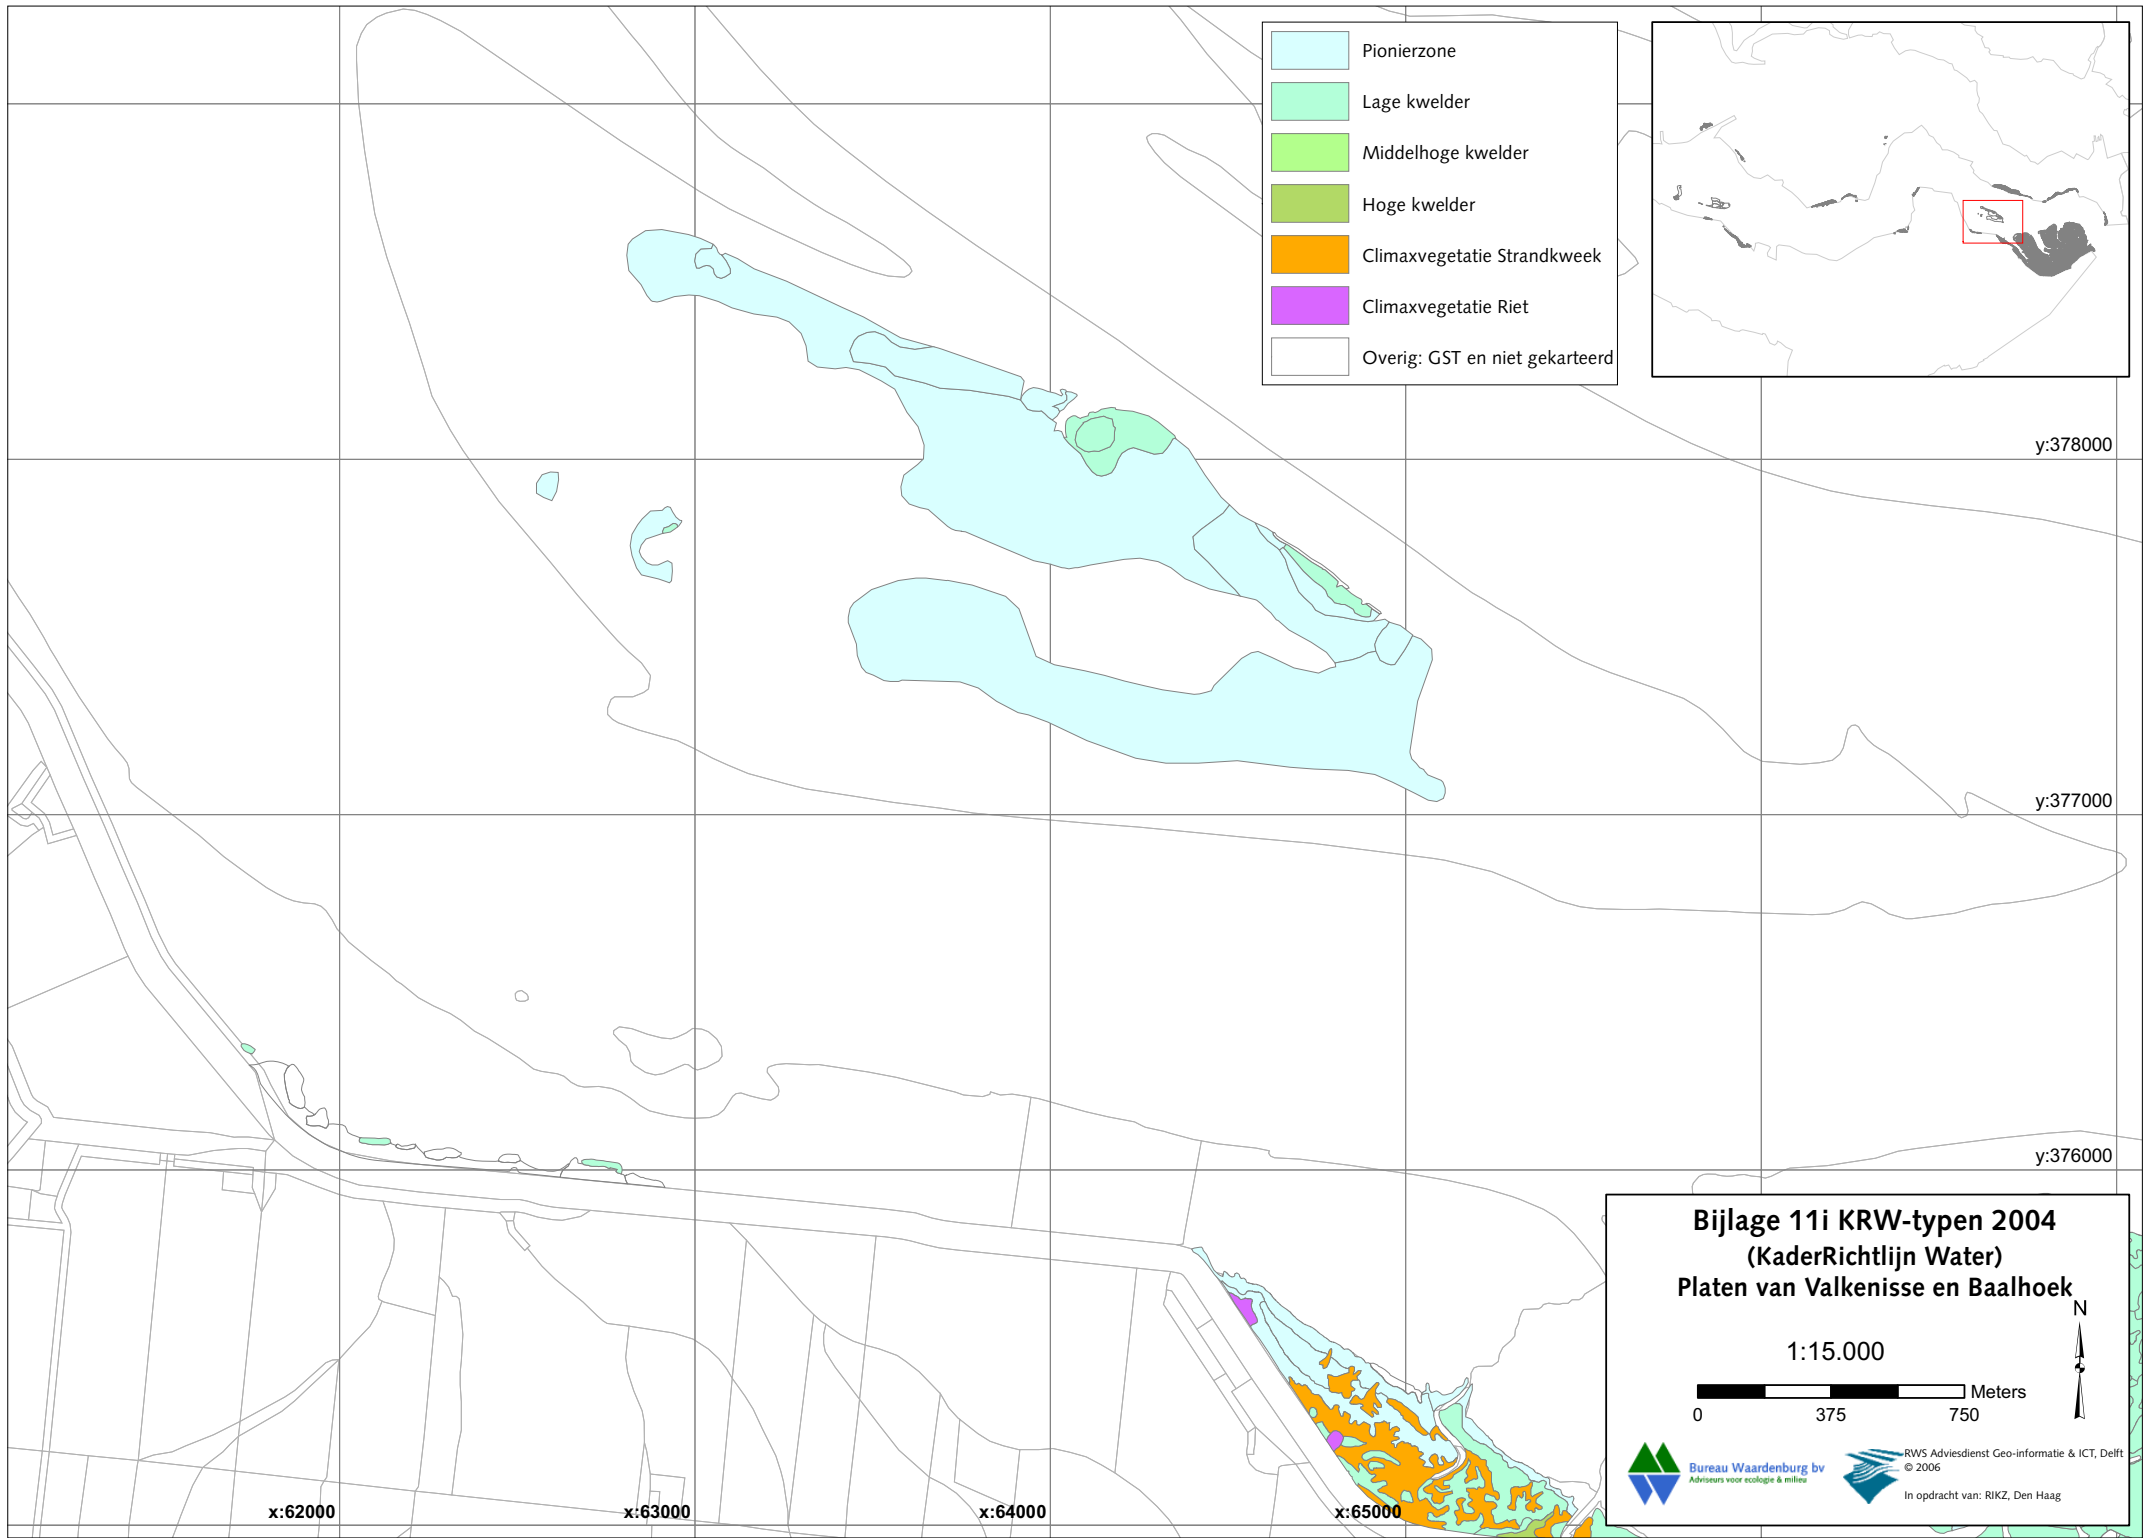 Pionierzone
Lage kwelder
Middelhoge kwelder
Hoge kwelder
Climaxvegetatie Strandkweek
Climaxvegetatie Riet
Overig: GST en niet gekarteerd
y:378000
y:377000
y:376000
x:62000
x:63000
x:64000
x:65000
Bijlage 11i KRW-typen 2004
(KaderRichtlijn Water)
Platen van Valkenisse en Baalhoek
N
1:15.000
Meters
0 375 750
Bureau Waardenburg bv
Adviseurs voor ecologie & milieu
RWS Adviesdienst Geo-informatie & ICT, Delft
© 2006
In opdracht van: RIKZ, Den Haag